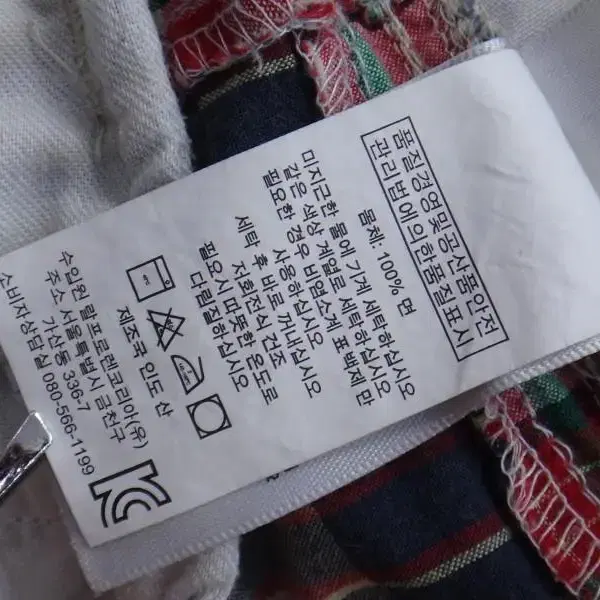 품질경영및공산품안전
관리법에의한품질표시
몸체: 100% 면
미지근한 물에 기계 세탁하십시오
같은 색상 계열로 세탁하십시오
필요한 경우 비염소계 표백제 만
사용하십시오
세탁 후 바로 꺼내십시오
저회전식 건조
필요시 따뜻한 온도로
다림질하십시오
제조국 인도 산
수입원 랄프로렌코리아(유)
주소 서울특별시 금천구
가산동 336-7
소비자상담실 080-566-1199